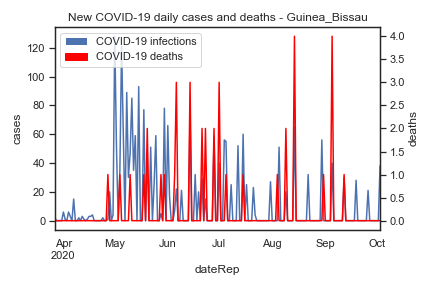 New COVID-19 daily cases and deaths - Guinea_Bissau
COVID-19 infections
COVID-19 deaths
120
100
80
60
40
20
0
cases
4.0
3.5
3.0
2.5
2.0
1.5
1.0
0.5
0.0
deaths
Apr May Jun Jul Aug Sep Oct
2020
dateRep